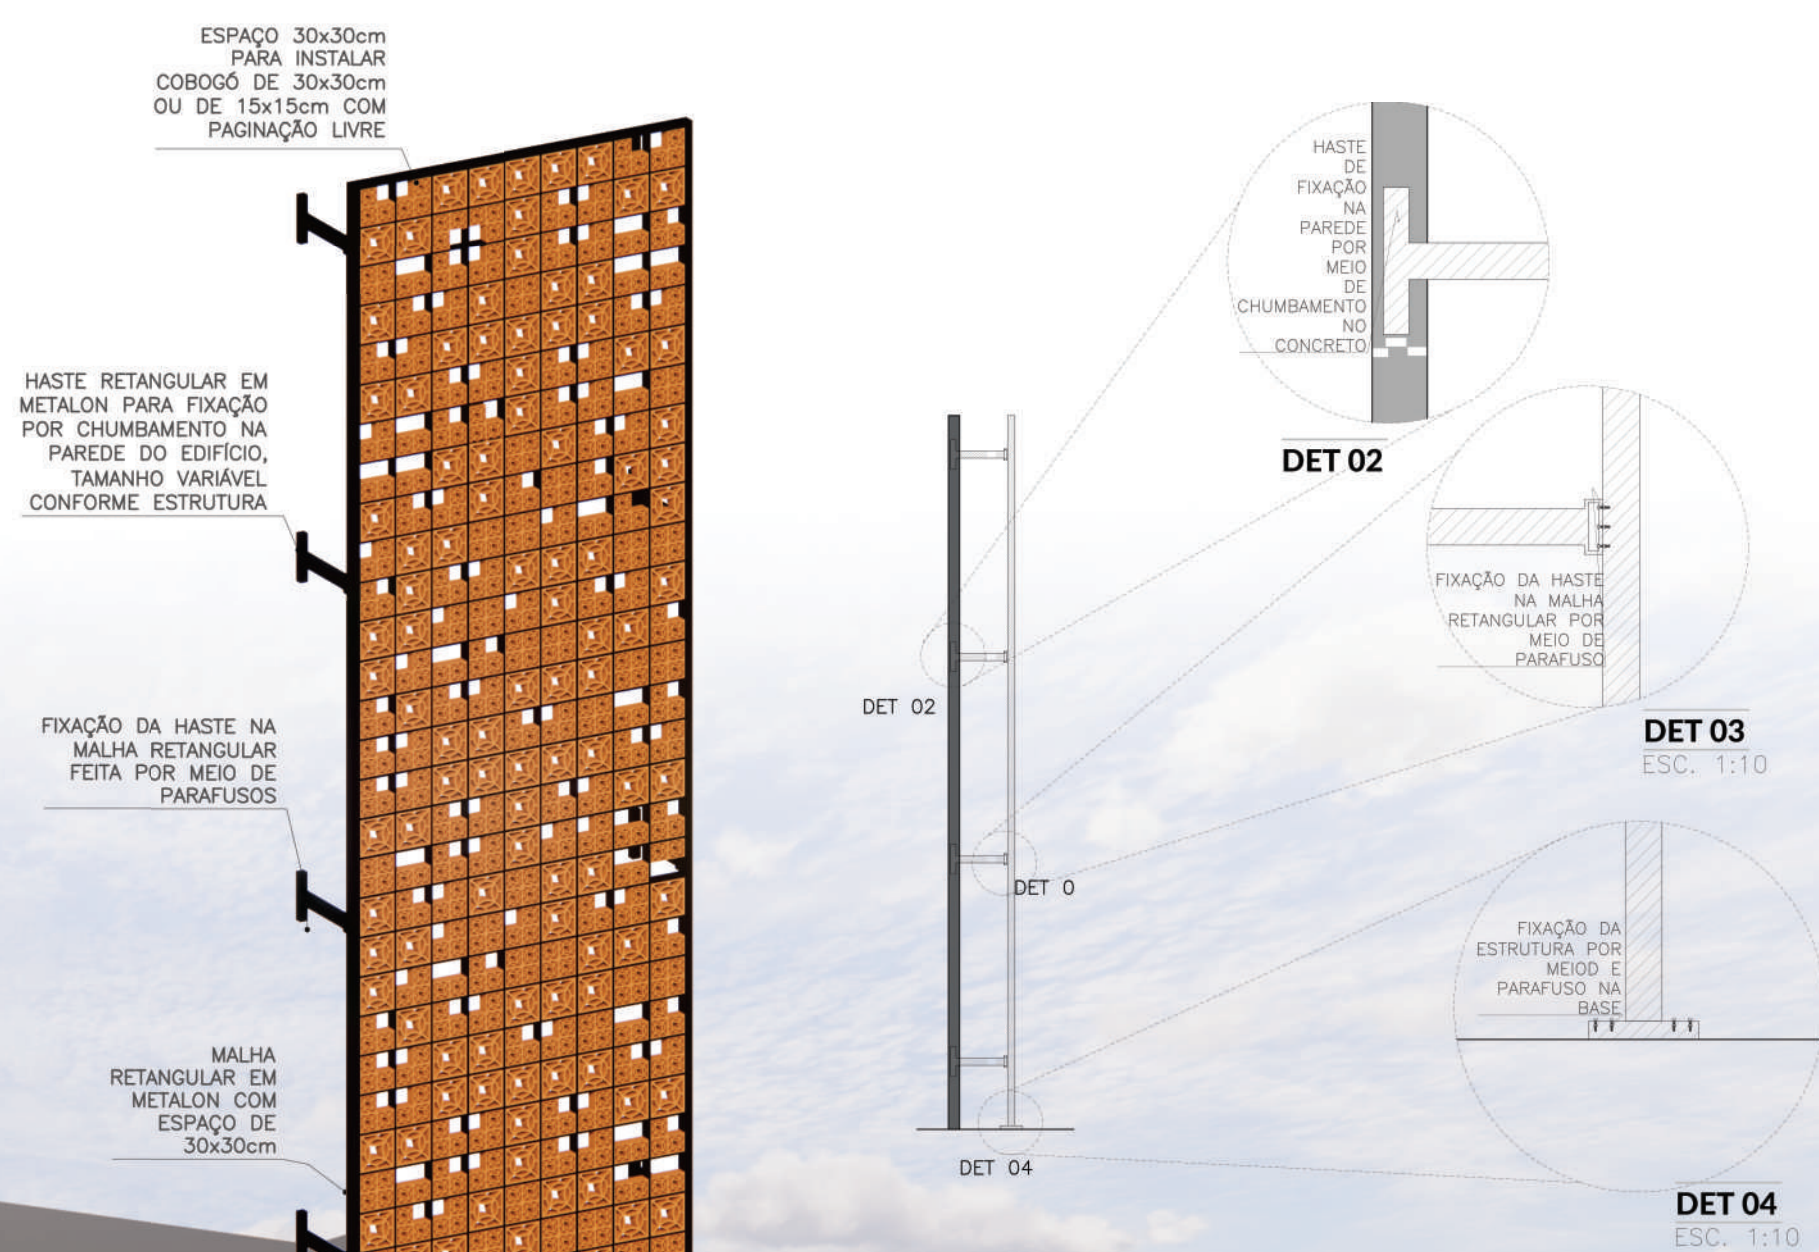 ESPAÇO 30x30cm
PARA INSTALAR
COBOGÓ DE 30x30cm
OU DE 15x15cm COM
PAGINAÇÃO LIVRE
HASTE RETANGULAR EM
METALON PARA FIXAÇÃO
POR CHUMBAMENTO NA
PAREDE DO EDIFÍCIO,
TAMANHO VARIÁVEL
CONFORME ESTRUTURA
FIXAÇÃO DA HASTE NA
MALHA RETANGULAR
FEITA POR MEIO DE
PARAFUSOS
MALHA
RETANGULAR EM
METALON COM
ESPAÇO DE
30x30cm
DET 02
DET 0
DET 04
HASTE
DE
FIXAÇÃO
NA
PAREDE
POR
MEIO
DE
CHUMBAMENTO
NO
CONCRETO
DET 02
FIXAÇÃO DA HASTE
NA MALHA
RETANGULAR POR
MEIO DE
PARAFUSO
DET 03
ESC. 1:10
FIXAÇÃO DA
ESTRUTURA POR
MEIOD E
PARAFUSO NA
BASE
DET 04
ESC. 1:10